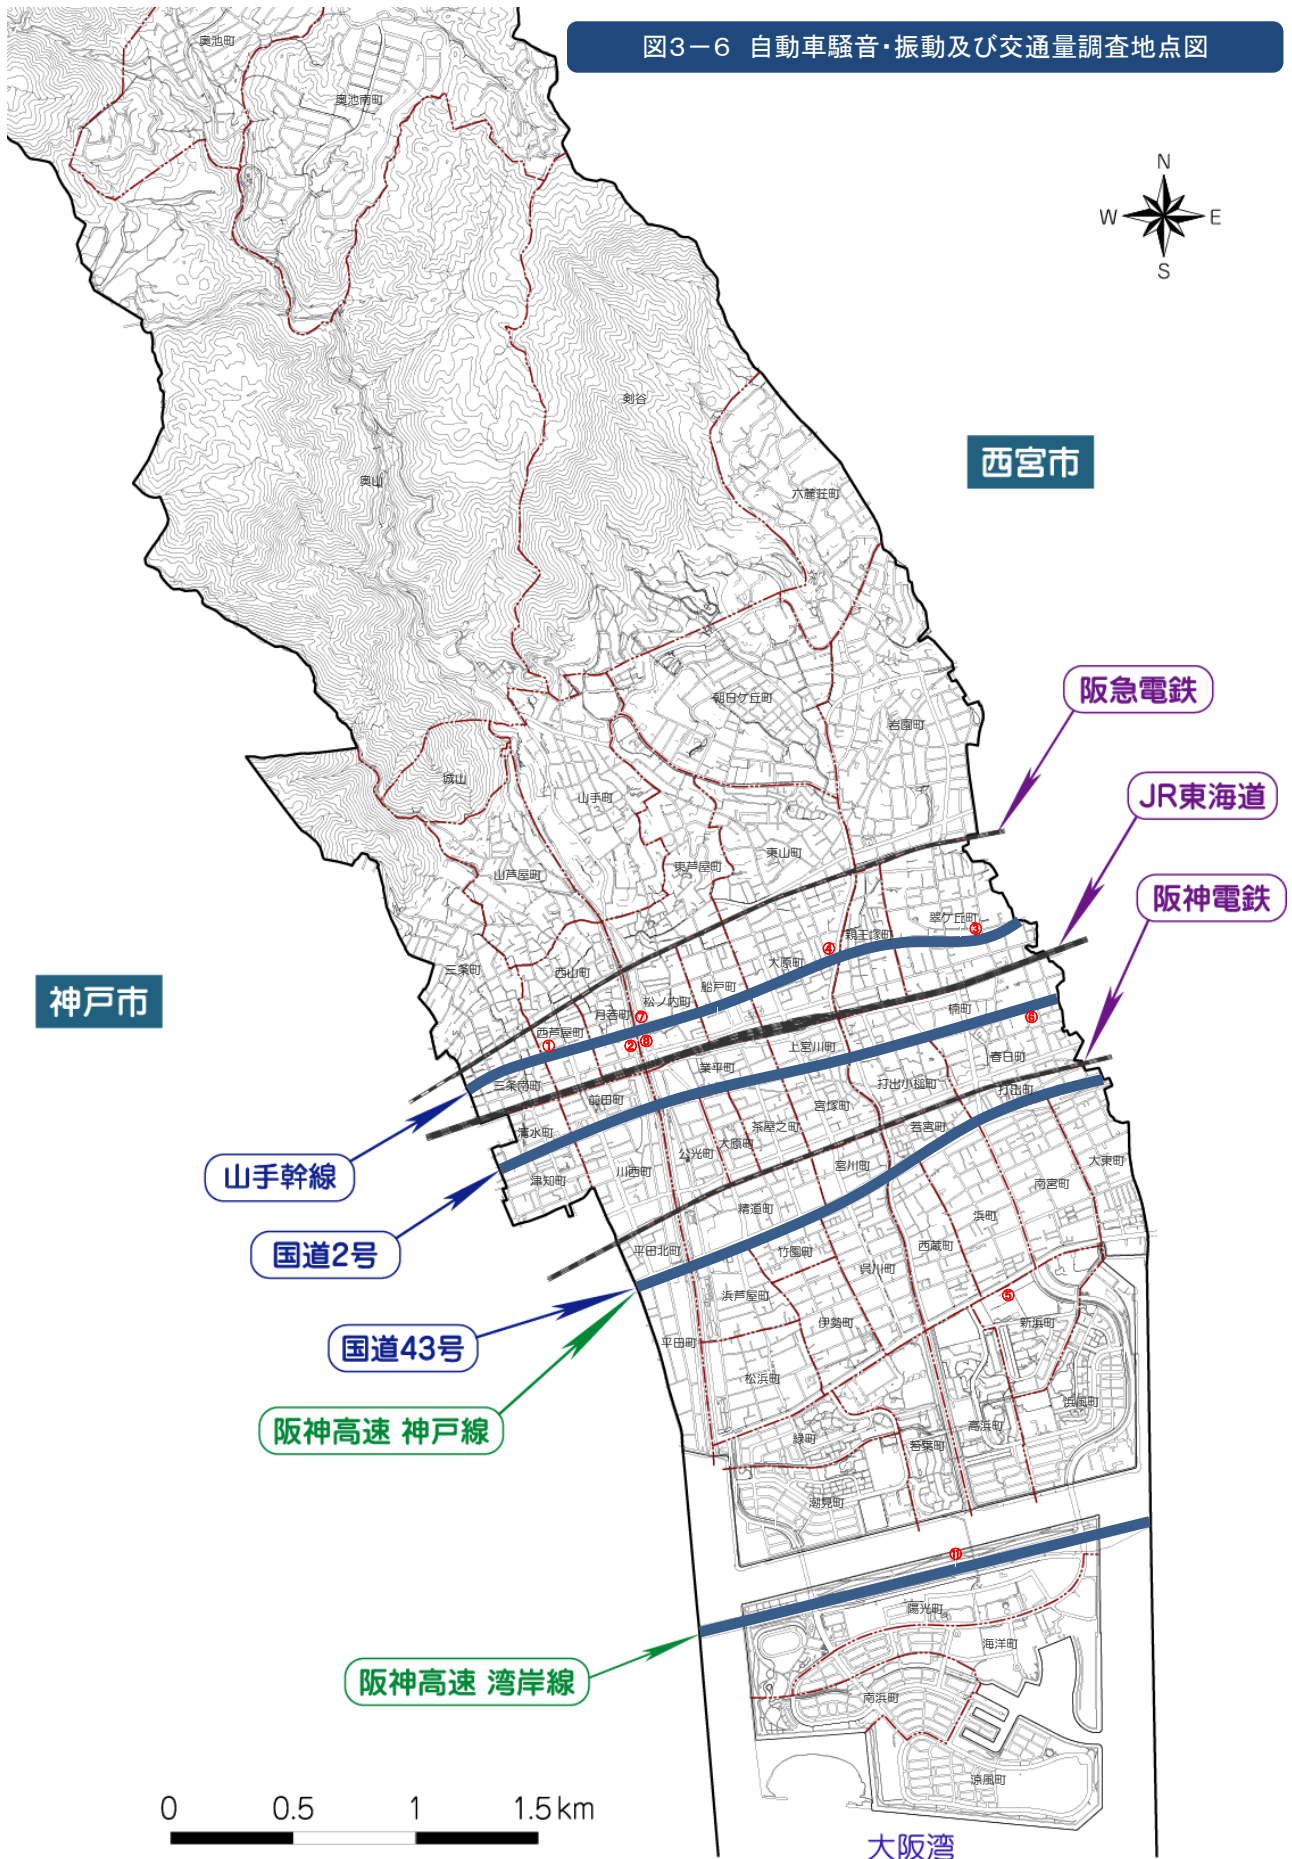 図3－6 自動車騒音・振動及び交通量調査地点図
奥池町
奥池南町
N
W
E
S
剣谷
西宮市
奥山
六麓荘町
阪急電鉄
朝日ケ丘町
岩園町
城山
山手町
JR東海道
東山町
東芦屋町
山芦屋町
阪神電鉄
翠ケ丘町
③
親王塚町
④
大原町
三条町
西山町
船戸町
神戸市
松ノ内町
月若町
⑦
楠町
⑥
西芦屋町
①
②
⑧
上宮川町
春日町
業平町
三条南町
前田町
打出小槌町
打出町
宮塚町
茶屋之町
若宮町
清水町
大原町
公光町
宮川町
大東町
山手幹線
川西町
津知町
南宮町
精道町
浜町
国道2号
平田北町
竹園町
西蔵町
呉川町
浜芦屋町
⑤
伊勢町
新浜町
国道43号
平田町
松浜町
浜風町
阪神高速 神戸線
緑町
高浜町
若葉町
潮見町
⑪
陽光町
海洋町
阪神高速 湾岸線
南浜町
涼風町
0
0.5
1
1.5km
大阪湾